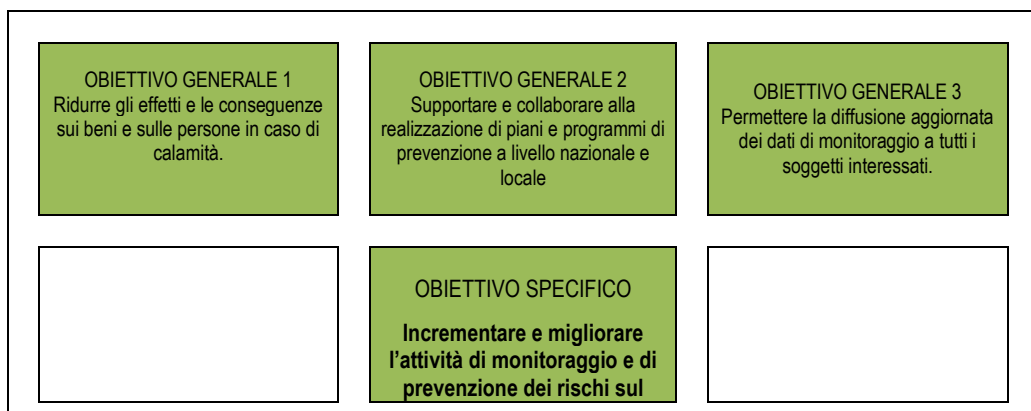 OBIETTIVO GENERALE 1
Ridurre gli effetti e le conseguenze
sui beni e sulle persone in caso di
calamità.
OBIETTIVO GENERALE 2
Supportare e collaborare alla
realizzazione di piani e programmi di
prevenzione a livello nazionale e
locale
OBIETTIVO GENERALE 3
Permettere la diffusione aggiornata
dei dati di monitoraggio a tutti i
soggetti interessati.
OBIETTIVO SPECIFICO
Incrementare e migliorare
l'attività di monitoraggio e di
prevenzione dei rischi sul